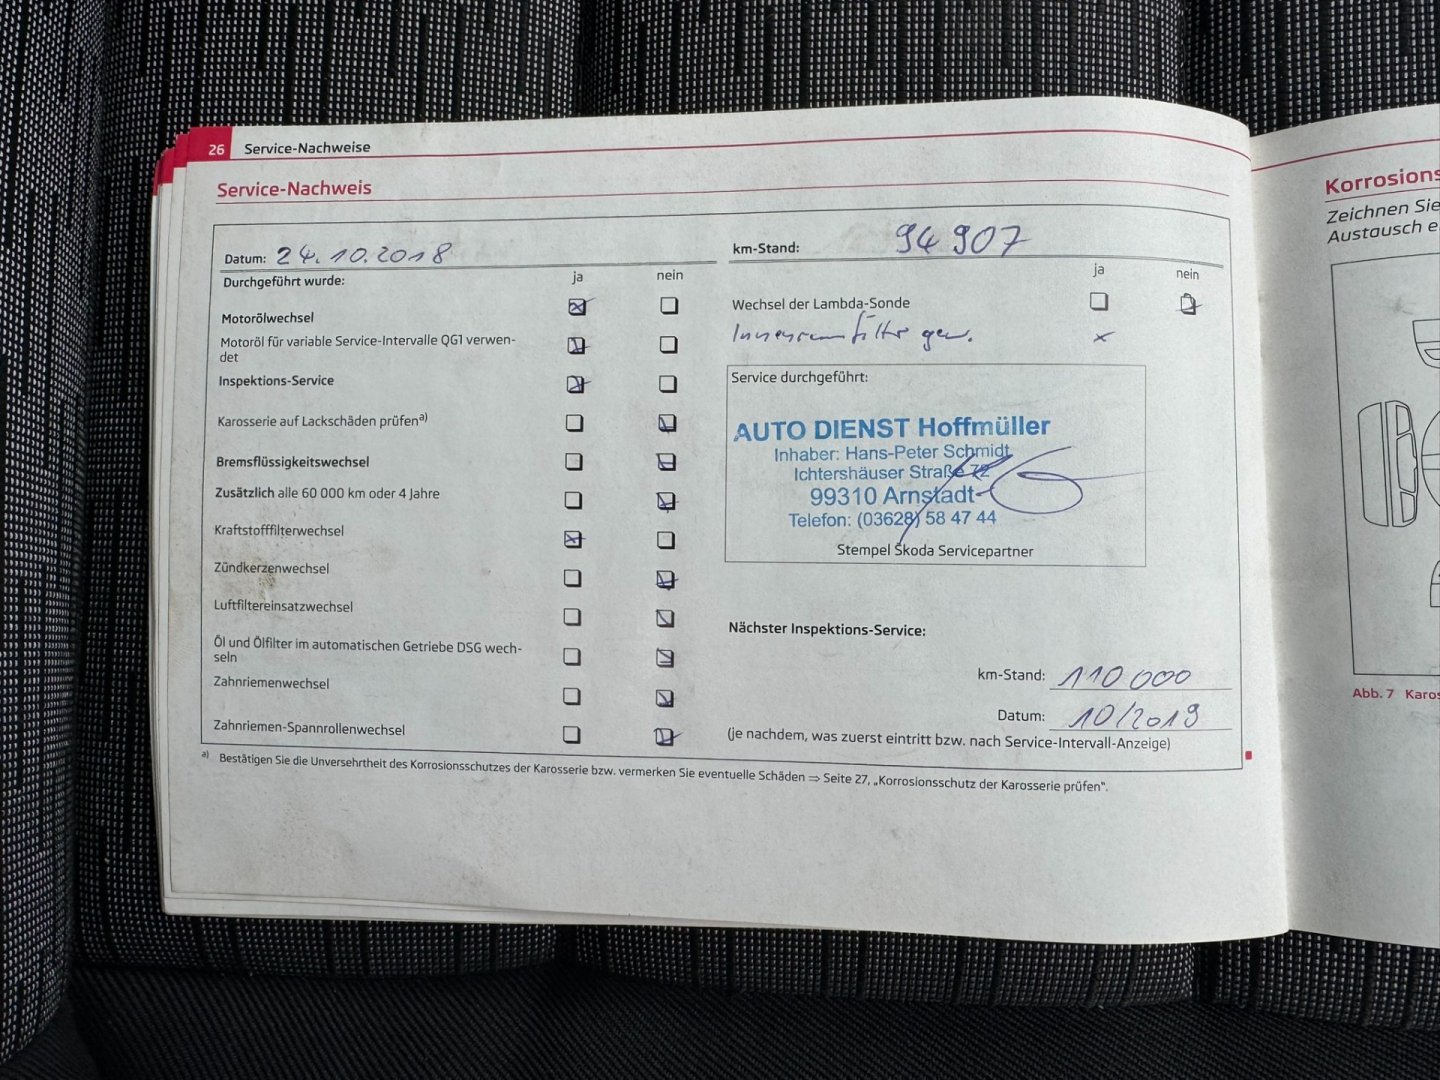 26 Service-Nachweise
Service-Nachweis
Datum: 24.10.2018
km-Stand: 94 907
Durchgeführt wurde:
ja nein
Motorölwechsel
Motoröl für variable Service-Intervalle QG1 verwen-
det
Inspektions-Service
Karosserie auf Lackschäden prüfen a)
Bremsflüssigkeitswechsel
Zusätzlich alle 60 000 km oder 4 Jahre
Kraftstofffilterwechsel
Zündkerzenwechsel
Luftfiltereinsatzwechsel
Öl und Ölfilter im automatischen Getriebe DSG wech-
seln
Zahnriemenwechsel
Zahnriemen-Spannrollenwechsel
ja nein
Wechsel der Lambda-Sonde
Innenraumfilter gew.
Service durchgeführt:
AUTO DIENST Hoffmüller
Inhaber: Hans-Peter Schmidt
Ichtershäuser Straße 72
99310 Arnstadt
Telefon: (03628) 58 47 44
Stempel Škoda Servicepartner
Nächster Inspektions-Service:
km-Stand: 110 000
Datum: 10/2019
(je nachdem, was zuerst eintritt bzw. nach Service-Intervall-Anzeige)
a) Bestätigen Sie die Unversehrtheit des Korrosionsschutzes der Karosserie bzw. vermerken Sie eventuelle Schäden ⇒ Seite 27, „Korrosionsschutz der Karosserie prüfen“.
Korrosions
Zeichnen Sie
Austausch e
Abb. 7 Karos